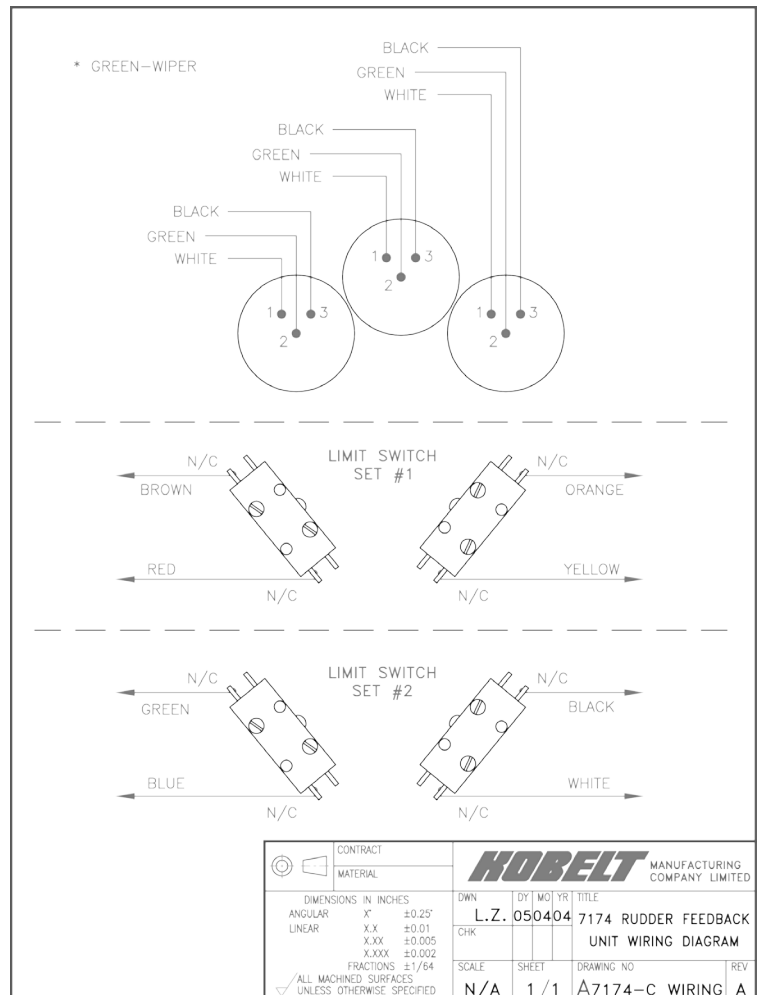 * GREEN-WIPER
BLACK
GREEN
WHITE
BLACK
GREEN
WHITE
BLACK
GREEN
WHITE
1 3
2
1 3
2
1 3
2
LIMIT SWITCH
SET #1
N/C
BROWN
RED
N/C
N/C
ORANGE
YELLOW
N/C
LIMIT SWITCH
SET #2
N/C
GREEN
BLUE
N/C
N/C
BLACK
WHITE
N/C
CONTRACT
MATERIAL
KOBELT
MANUFACTURING
COMPANY LIMITED
DIMENSIONS IN INCHES
ANGULAR X° ±0.25°
LINEAR X.X ±0.01
X.XX ±0.005
X.XXX ±0.002
FRACTIONS ±1/64
ALL MACHINED SURFACES
UNLESS OTHERWISE SPECIFIED
DWN
L.Z.
DY MO YR
05 04 04
CHK
TITLE
7174 RUDDER FEEDBACK
UNIT WIRING DIAGRAM
SCALE
N/A
SHEET
1/1
DRAWING NO
A7174-C WIRING
REV
A